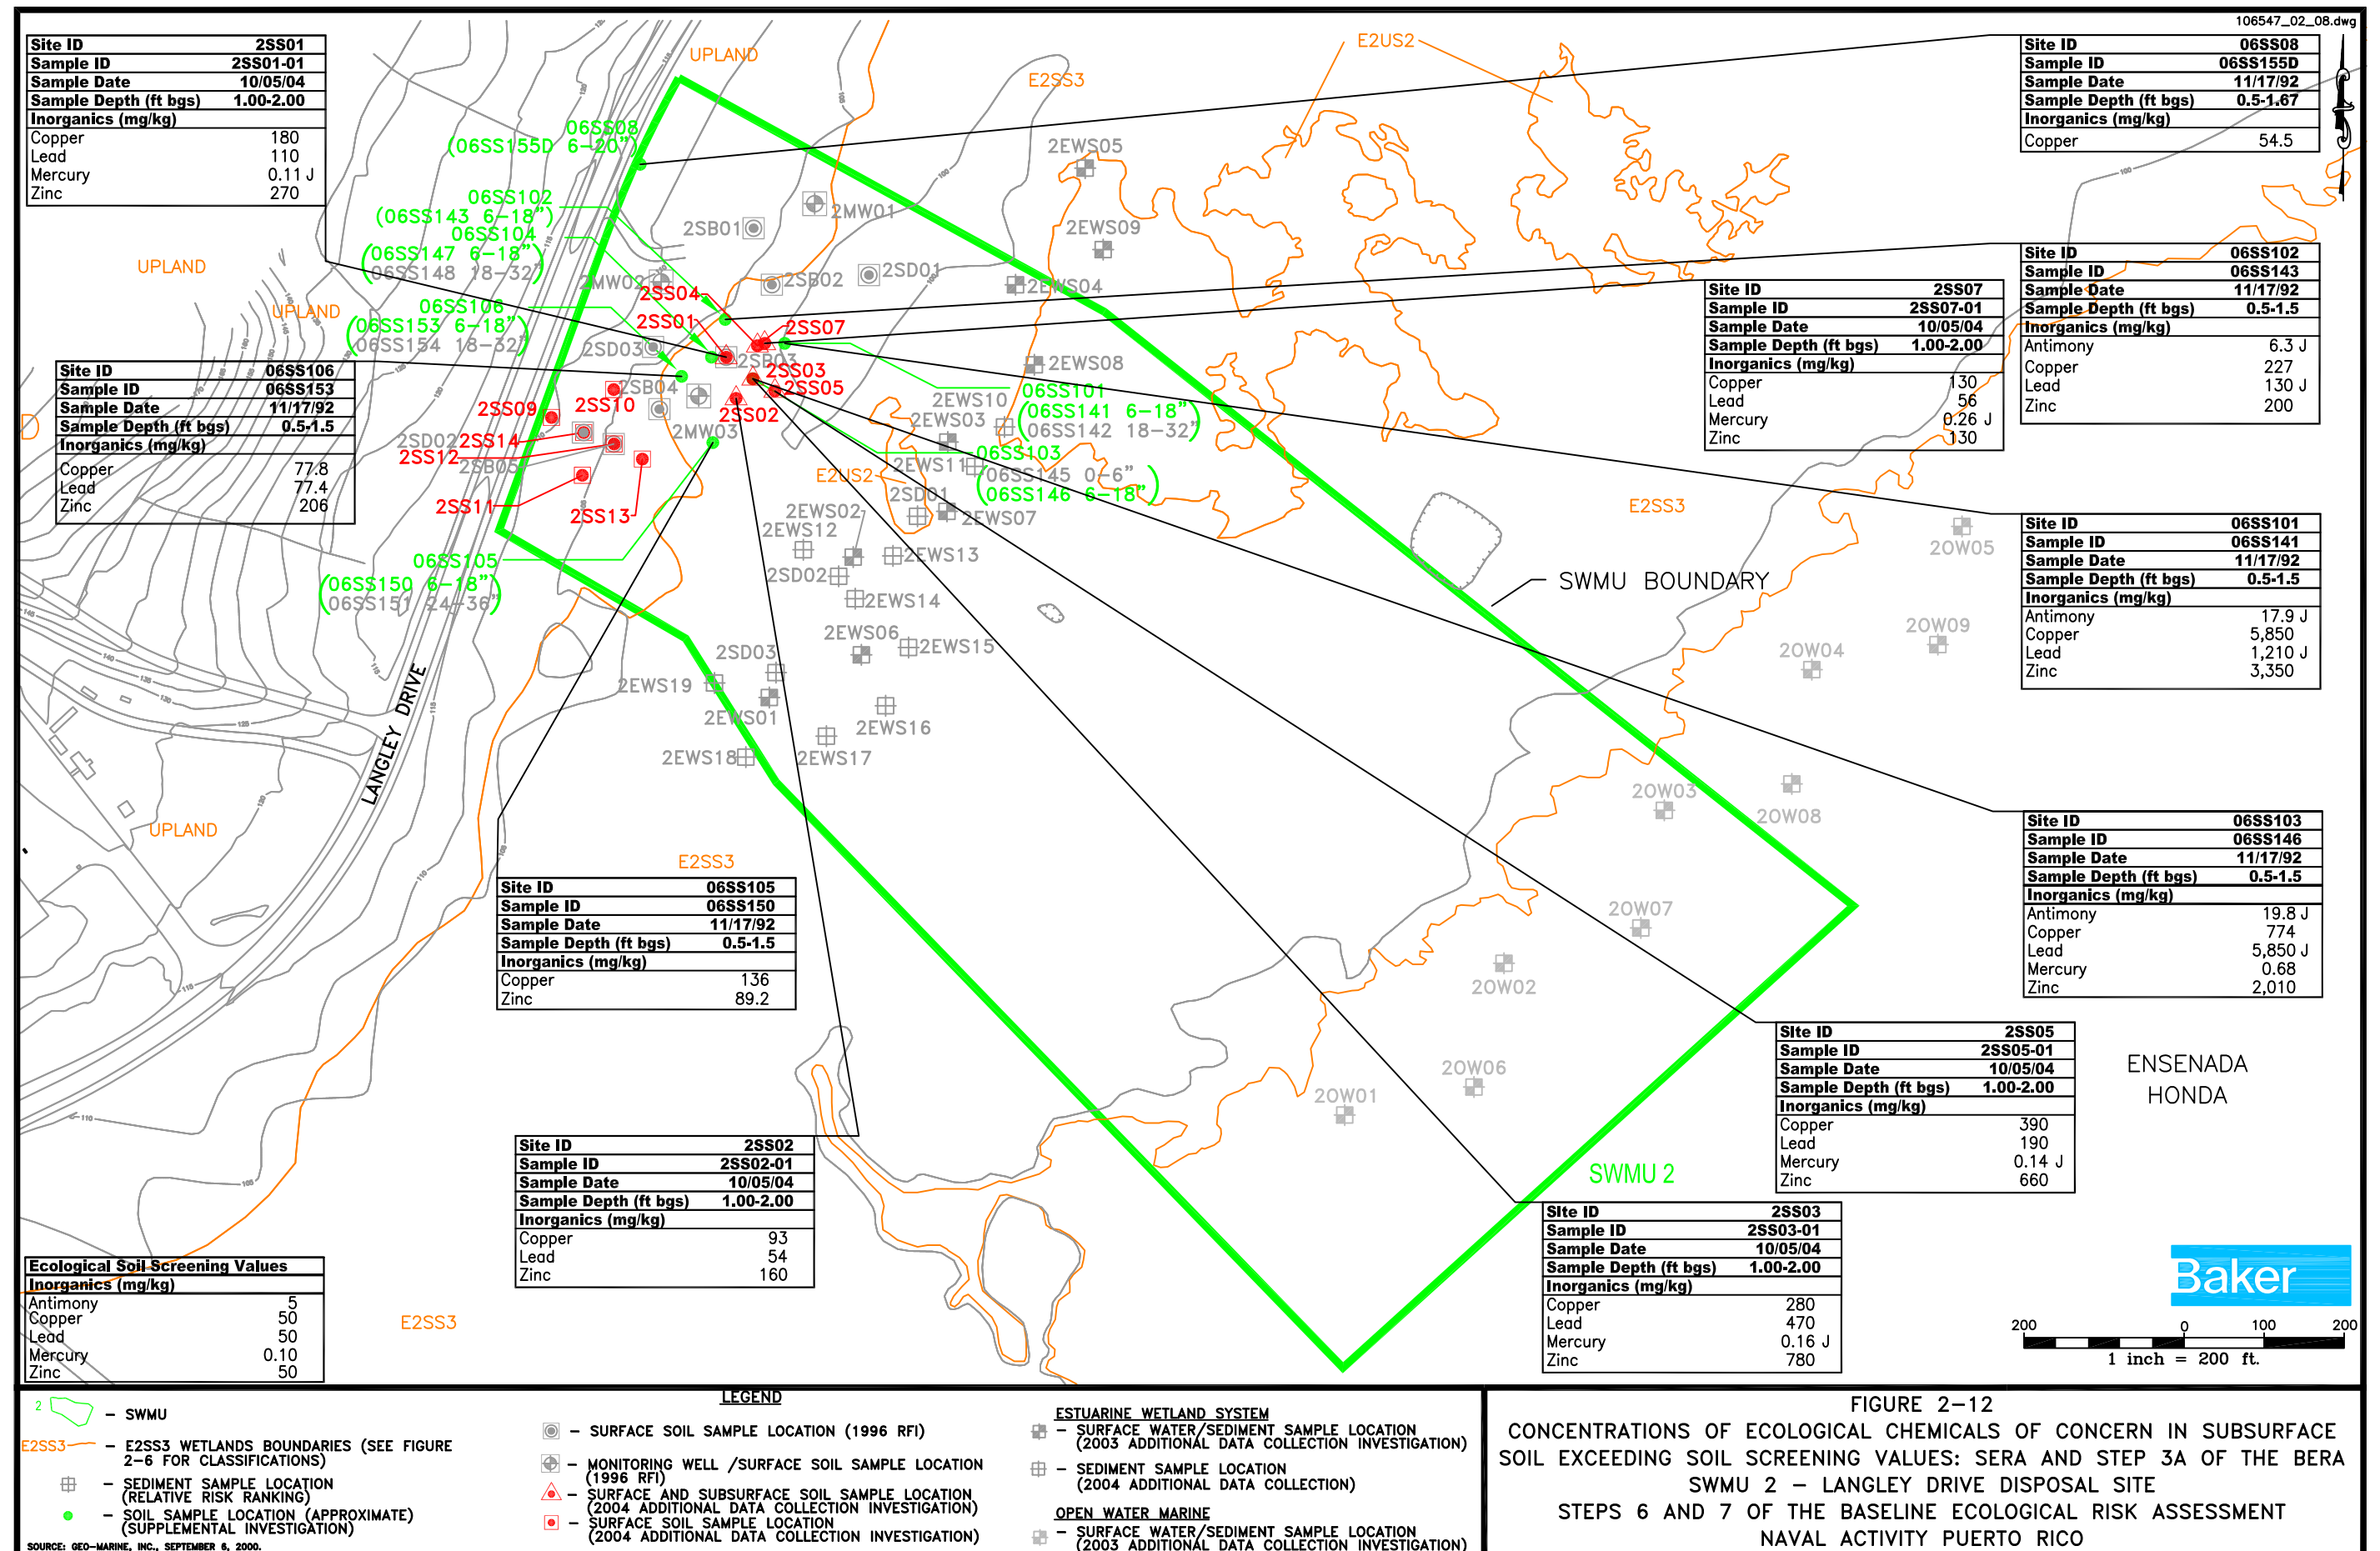 106547_02_08.dwg
Site ID 2SS01
Sample ID 2SS01-01
Sample Date 10/05/04
Sample Depth (ft bgs) 1.00-2.00
Inorganics (mg/kg)
Copper 180
Lead 110
Mercury 0.11 J
Zinc 270
Site ID 06SS08
Sample ID 06SS155D
Sample Date 11/17/92
Sample Depth (ft bgs) 0.5-1.67
Inorganics (mg/kg)
Copper 54.5
Site ID 06SS102
Sample ID 06SS143
Sample Date 11/17/92
Sample Depth (ft bgs) 0.5-1.5
Inorganics (mg/kg)
Antimony 6.3 J
Copper 227
Lead 130 J
Zinc 200
Site ID 2SS07
Sample ID 2SS07-01
Sample Date 10/05/04
Sample Depth (ft bgs) 1.00-2.00
Inorganics (mg/kg)
Copper 130
Lead 56
Mercury 0.26 J
Zinc 130
Site ID 06SS106
Sample ID 06SS153
Sample Date 11/17/92
Sample Depth (ft bgs) 0.5-1.5
Inorganics (mg/kg)
Copper 77.8
Lead 77.4
Zinc 206
Site ID 06SS101
Sample ID 06SS141
Sample Date 11/17/92
Sample Depth (ft bgs) 0.5-1.5
Inorganics (mg/kg)
Antimony 17.9 J
Copper 5,850
Lead 1,210 J
Zinc 3,350
Site ID 06SS103
Sample ID 06SS146
Sample Date 11/17/92
Sample Depth (ft bgs) 0.5-1.5
Inorganics (mg/kg)
Antimony 19.8 J
Copper 774
Lead 5,850 J
Mercury 0.68
Zinc 2,010
Site ID 06SS105
Sample ID 06SS150
Sample Date 11/17/92
Sample Depth (ft bgs) 0.5-1.5
Inorganics (mg/kg)
Copper 136
Zinc 89.2
Site ID 2SS05
Sample ID 2SS05-01
Sample Date 10/05/04
Sample Depth (ft bgs) 1.00-2.00
Inorganics (mg/kg)
Copper 390
Lead 190
Mercury 0.14 J
Zinc 660
Site ID 2SS02
Sample ID 2SS02-01
Sample Date 10/05/04
Sample Depth (ft bgs) 1.00-2.00
Inorganics (mg/kg)
Copper 93
Lead 54
Zinc 160
Site ID 2SS03
Sample ID 2SS03-01
Sample Date 10/05/04
Sample Depth (ft bgs) 1.00-2.00
Inorganics (mg/kg)
Copper 280
Lead 470
Mercury 0.16 J
Zinc 780
Ecological Soil Screening Values
Inorganics (mg/kg)
Antimony 5
Copper 50
Lead 50
Mercury 0.10
Zinc 50
UPLAND
E2US2
E2SS3
06SS08
(06SS155D 6-20")
2EWS05
06SS102
(06SS143 6-18")
2MW01
2SB01
2EWS09
06SS104
(06SS147 6-18"
06SS148 18-32")
UPLAND
2MW02
2SB02
2SD01
2EWS04
2SS04
UPLAND
06SS106
(06SS153 6-18"
06SS154 18-32")
2SS01
2SS07
2SD03
2SB03
2EWS08
2SS03
2SS05
2SB04
06SS101
(06SS141 6-18"
06SS142 18-32")
2EWS10
2EWS03
2SS09
2SS10
2SS02
2MW03
2SD02
2SS14
2SS12
2SB05
06SS103
(06SS145 0-6"
06SS146 6-18")
2EWS11
E2US2
2SD01
2SS11
2SS13
2EWS02
2EWS07
E2SS3
2EWS12
2EWS13
20W05
06SS105
(06SS150 6-18"
06SS151 24-36")
2SD02
2EWS14
SWMU BOUNDARY
2EWS06
2EWS15
20W09
20W04
2SD03
2EWS19
2EWS01
2EWS16
LANGLEY DRIVE
2EWS18
2EWS17
20W03
20W08
UPLAND
E2SS3
20W07
20W02
20W06
20W01
ENSENADA
HONDA
SWMU 2
E2SS3
Baker
200 0 100 200
1 inch = 200 ft.
LEGEND
2 - SWMU
E2SS3 - E2SS3 WETLANDS BOUNDARIES (SEE FIGURE
2-6 FOR CLASSIFICATIONS)
- SEDIMENT SAMPLE LOCATION
(RELATIVE RISK RANKING)
- SOIL SAMPLE LOCATION (APPROXIMATE)
(SUPPLEMENTAL INVESTIGATION)
SOURCE: GEO-MARINE, INC., SEPTEMBER 6, 2000.
- SURFACE SOIL SAMPLE LOCATION (1996 RFI)
- MONITORING WELL /SURFACE SOIL SAMPLE LOCATION
(1996 RFI)
- SURFACE AND SUBSURFACE SOIL SAMPLE LOCATION
(2004 ADDITIONAL DATA COLLECTION INVESTIGATION)
- SURFACE SOIL SAMPLE LOCATION
(2004 ADDITIONAL DATA COLLECTION INVESTIGATION)
ESTUARINE WETLAND SYSTEM
- SURFACE WATER/SEDIMENT SAMPLE LOCATION
(2003 ADDITIONAL DATA COLLECTION INVESTIGATION)
- SEDIMENT SAMPLE LOCATION
(2004 ADDITIONAL DATA COLLECTION)
OPEN WATER MARINE
- SURFACE WATER/SEDIMENT SAMPLE LOCATION
(2003 ADDITIONAL DATA COLLECTION INVESTIGATION)
FIGURE 2-12
CONCENTRATIONS OF ECOLOGICAL CHEMICALS OF CONCERN IN SUBSURFACE
SOIL EXCEEDING SOIL SCREENING VALUES: SERA AND STEP 3A OF THE BERA
SWMU 2 - LANGLEY DRIVE DISPOSAL SITE
STEPS 6 AND 7 OF THE BASELINE ECOLOGICAL RISK ASSESSMENT
NAVAL ACTIVITY PUERTO RICO